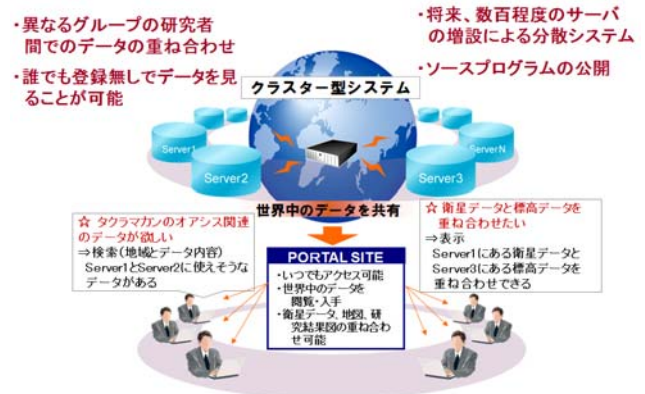 ・異なるグループの研究者
間でのデータの重ね合わせ
・誰でも登録無しでデータを見
ることが可能
・将来、数百程度のサーバ
の増設による分散システム
・ソースプログラムの公開
クラスター型システム
Server1
Server2
Server3
ServerN
世界中のデータを共有
☆ タクラマカンのオアシス関連
のデータが欲しい
⇒検索(地域とデータ内容)
Server1とServer2に使えそうな
データがある
PORTAL SITE
・いつでもアクセス可能
・世界中のデータを
閲覧・入手
・衛星データ、地図、研
究結果図の重ね合わ
せ可能
☆ 衛星データと標高データを
重ね合わせたい
⇒表示
Server1にある衛星データと
Server3にある標高データを
重ね合わせできる